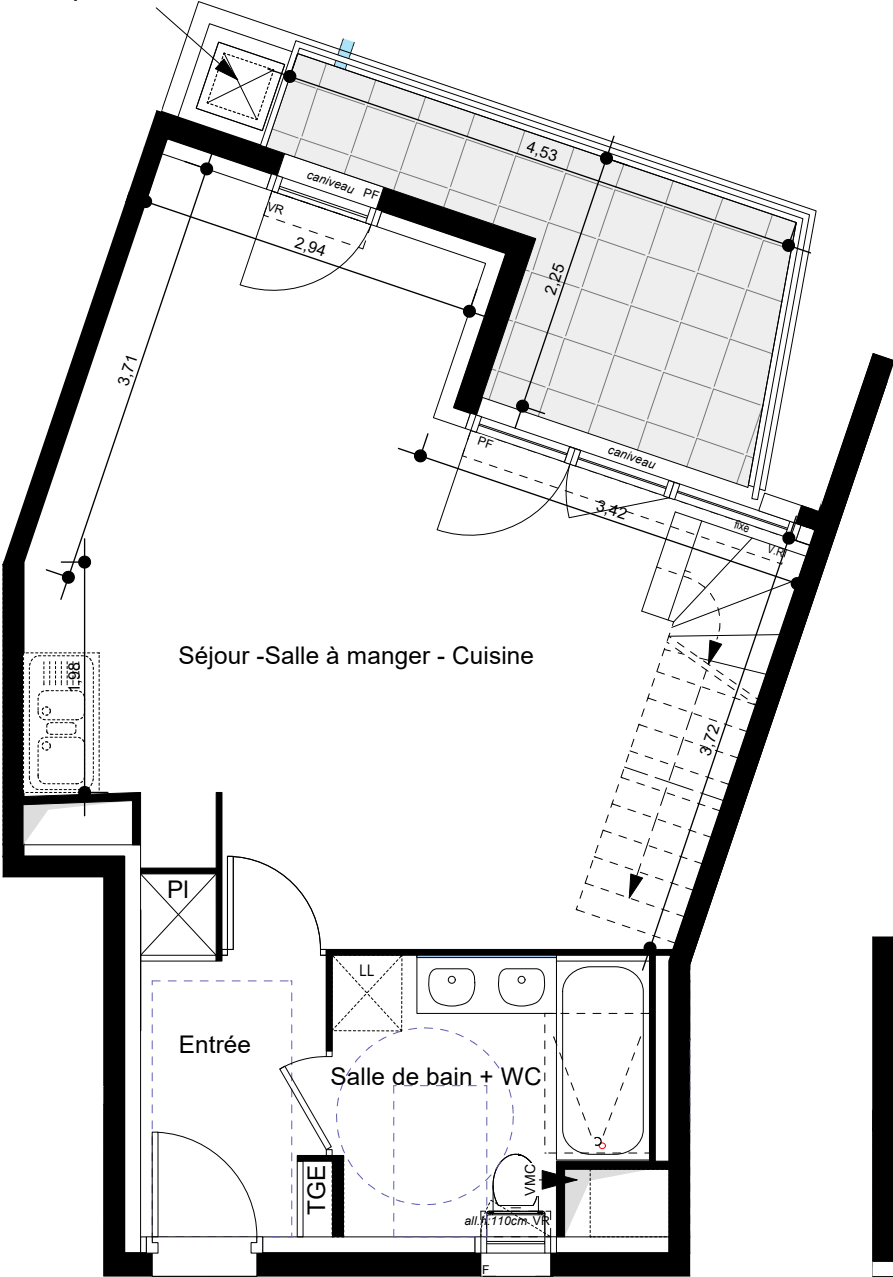 4,53
caniveau PF
VR
2,94
2,25
3,71
PF
caniveau
3,42
fixe
V.R
Séjour -Salle à manger - Cuisine
1,98
3,72
PI
LL
Entrée
Salle de bain + WC
TGE
VMC
all.h:110cm VR
F